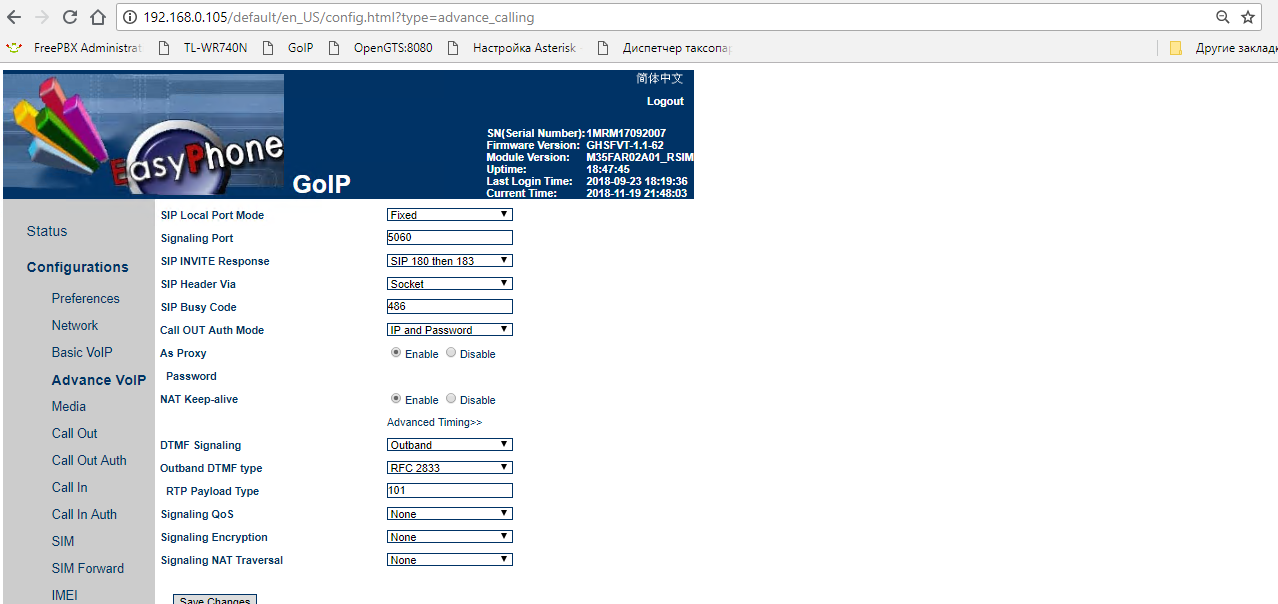 192.168.0.105/default/en_US/config.html?type=advance_calling
FreePBX Administrat TL-WR740N GoIP OpenGTS:8080 Настройка Asterisk Диспетчер таксопар Другие заклад
简体中文
Logout
SN(Serial Number): 1MRM17092007
Firmware Version: GHSFVT-1.1-62
Module Version: M35FAR02A01_RSIM
Uptime: 18:47:45
Last Login Time: 2018-09-23 18:19:36
Current Time: 2018-11-19 21:48:03
EasyPhone
GoIP
Status
Configurations
Preferences
Network
Basic VoIP
Advance VoIP
Media
Call Out
Call Out Auth
Call In
Call In Auth
SIM
SIM Forward
IMEI
SIP Local Port Mode Fixed
Signaling Port 5060
SIP INVITE Response SIP 180 then 183
SIP Header Via Socket
SIP Busy Code 486
Call OUT Auth Mode IP and Password
As Proxy Enable Disable
Password
NAT Keep-alive Enable Disable
Advanced Timing>>
DTMF Signaling Outband
Outband DTMF type RFC 2833
RTP Payload Type 101
Signaling QoS None
Signaling Encryption None
Signaling NAT Traversal None
Save Changes